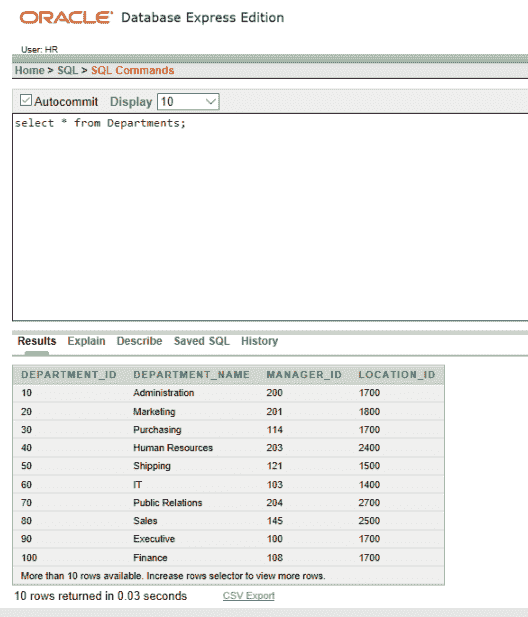 ORACLE Database Express Edition
User: HR
Home > SQL > SQL Commands
Autocommit Display 10
select * from Departments;
Results Explain Describe Saved SQL History
DEPARTMENT_ID DEPARTMENT_NAME MANAGER_ID LOCATION_ID
10 Administration 200 1700
20 Marketing 201 1800
30 Purchasing 114 1700
40 Human Resources 203 2400
50 Shipping 121 1500
60 IT 103 1400
70 Public Relations 204 2700
80 Sales 145 2500
90 Executive 100 1700
100 Finance 108 1700
More than 10 rows available. Increase rows selector to view more rows.
10 rows returned in 0.03 seconds CSV Export